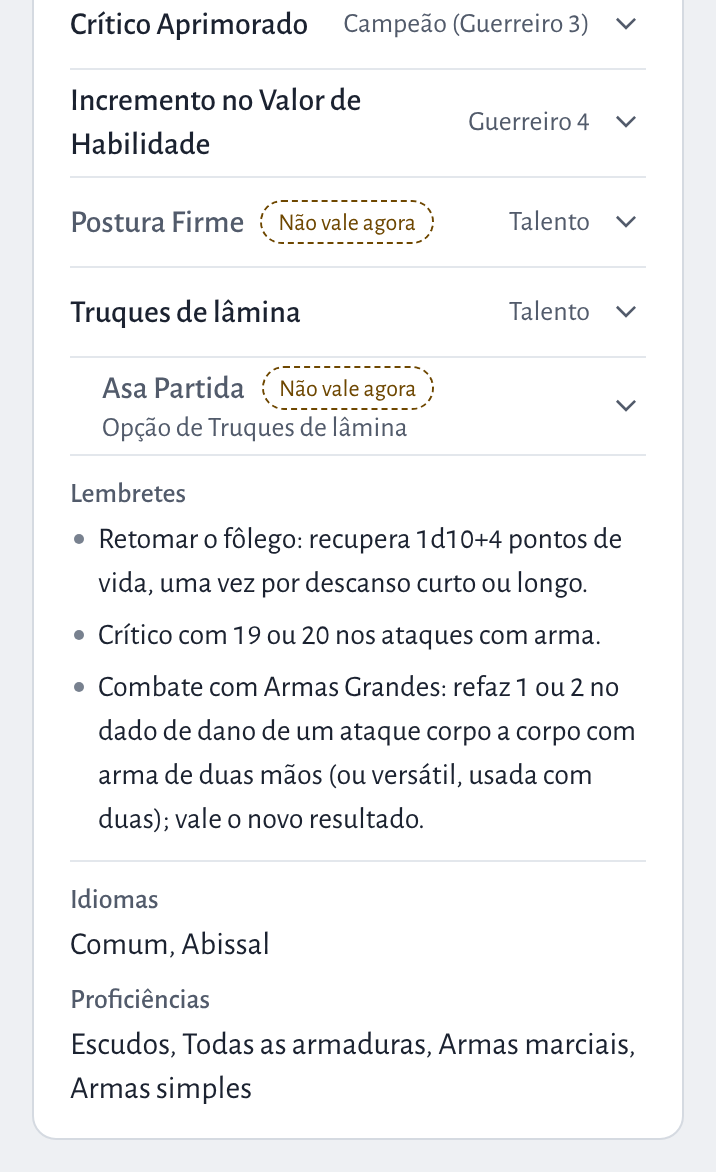 Crítico Aprimorado Campeão (Guerreiro 3)
Incremento no Valor de
Habilidade
Guerreiro 4
Postura Firme Não vale agora Talento
Truques de lâmina Talento
Asa Partida Não vale agora
Opção de Truques de lâmina
Lembretes
• Retomar o fôlego: recupera 1d10+4 pontos de
vida, uma vez por descanso curto ou longo.
• Crítico com 19 ou 20 nos ataques com arma.
• Combate com Armas Grandes: refaz 1 ou 2 no
dado de dano de um ataque corpo a corpo com
arma de duas mãos (ou versátil, usada com
duas); vale o novo resultado.
Idiomas
Comum, Abissal
Proficiências
Escudos, Todas as armaduras, Armas marciais,
Armas simples